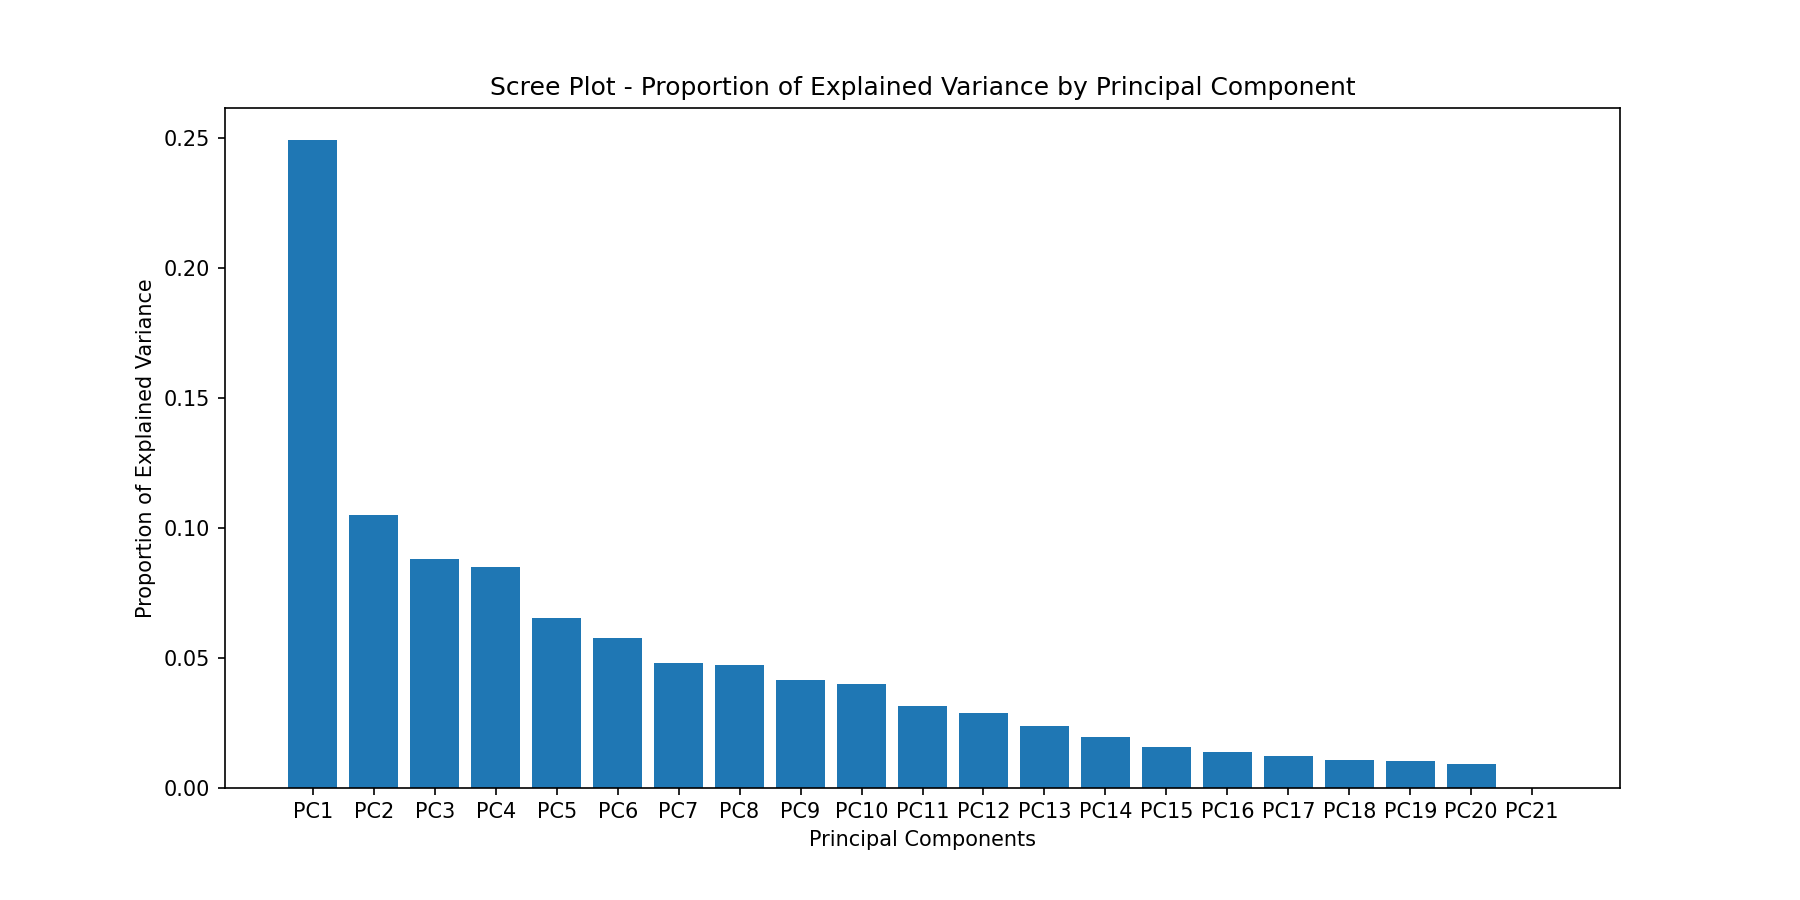 Scree Plot - Proportion of Explained Variance by Principal Component
Proportion of Explained Variance
0.25
0.20
0.15
0.10
0.05
0.00
PC1 PC2 PC3 PC4 PC5 PC6 PC7 PC8 PC9 PC10 PC11 PC12 PC13 PC14 PC15 PC16 PC17 PC18 PC19 PC20 PC21
Principal Components